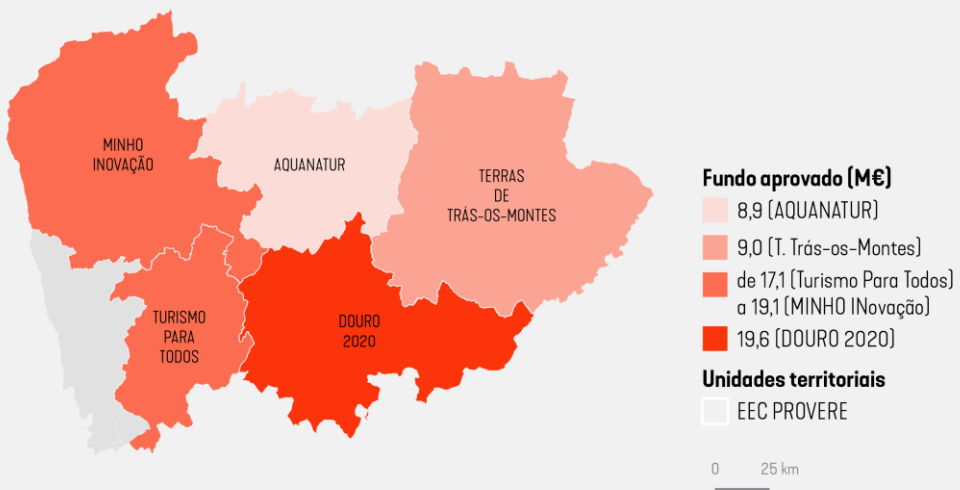 MINHO
INOVAÇÃO
AQUANATUR
TERRAS
DE
TRÁS-OS-MONTES
TURISMO
PARA
TODOS
DOURO
2020
Fundo aprovado (M€)
8,9 (AQUANATUR)
9,0 (T. Trás-os-Montes)
de 17,1 (Turismo Para Todos)
a 19,1 (MINHO INovação)
19,6 (DOURO 2020)
Unidades territoriais
EEC PROVERE
0 25 km